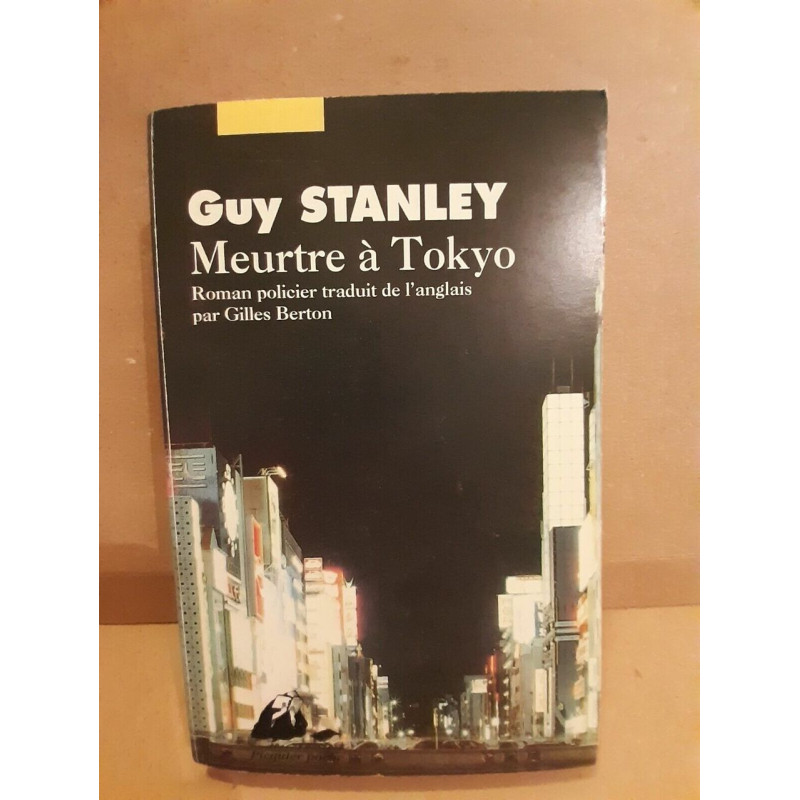 Guy STANLEY
Meurtre à Tokyo
Roman policier traduit de l'anglais
par Gilles Berton